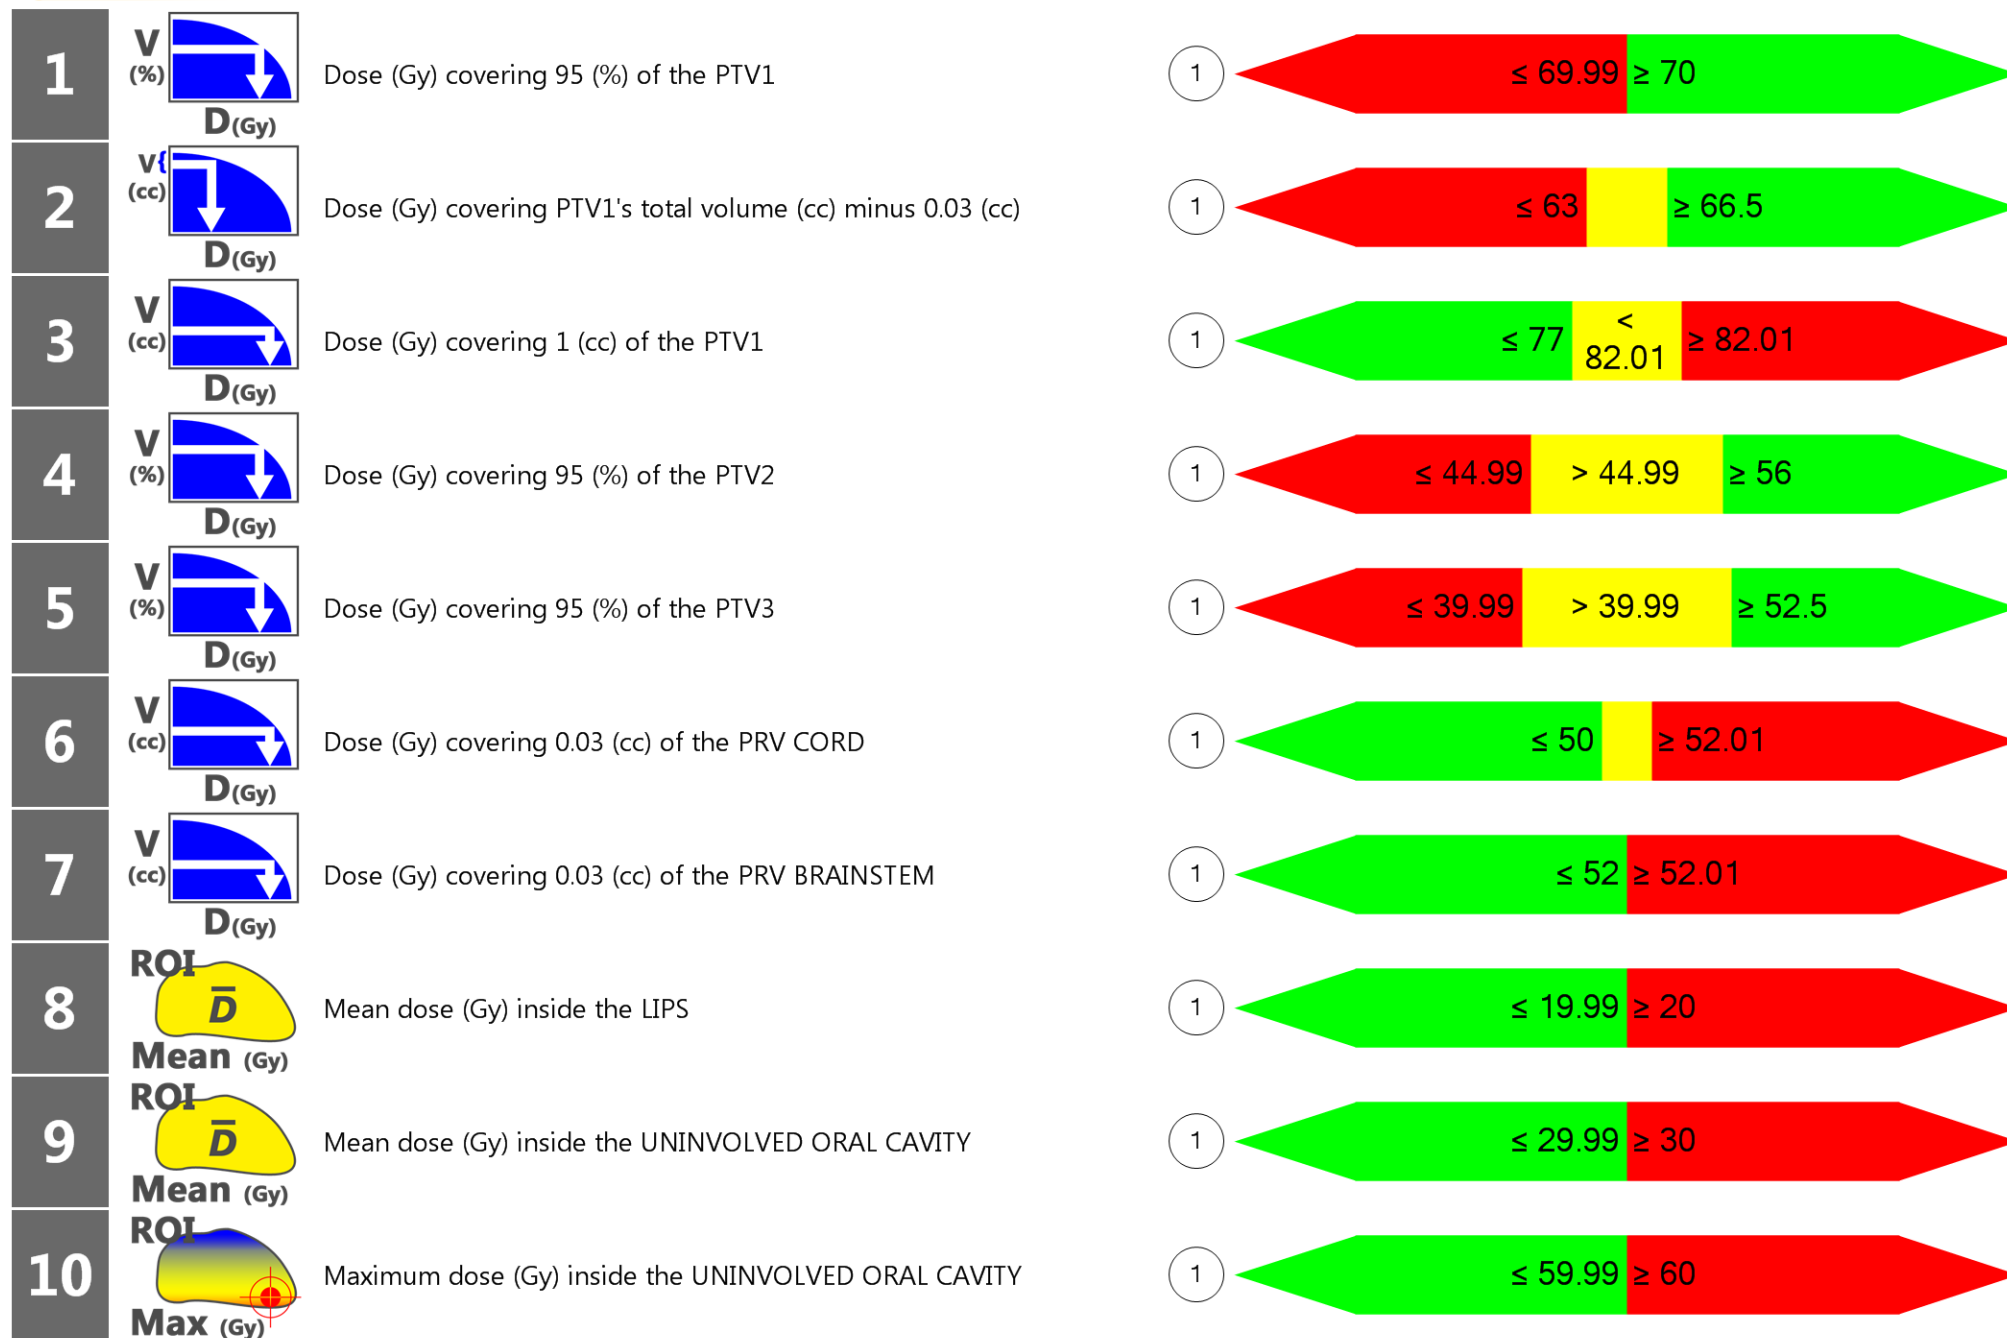 1
V
(%)
D(Gy)
Dose (Gy) covering 95 (%) of the PTV1
1
≤ 69.99 ≥ 70
2
V{
(cc)
D(Gy)
Dose (Gy) covering PTV1's total volume (cc) minus 0.03 (cc)
1
≤ 63 ≥ 66.5
3
V
(cc)
D(Gy)
Dose (Gy) covering 1 (cc) of the PTV1
1
≤ 77 < 82.01 ≥ 82.01
4
V
(%)
D(Gy)
Dose (Gy) covering 95 (%) of the PTV2
1
≤ 44.99 > 44.99 ≥ 56
5
V
(%)
D(Gy)
Dose (Gy) covering 95 (%) of the PTV3
1
≤ 39.99 > 39.99 ≥ 52.5
6
V
(cc)
D(Gy)
Dose (Gy) covering 0.03 (cc) of the PRV CORD
1
≤ 50 ≥ 52.01
7
V
(cc)
D(Gy)
Dose (Gy) covering 0.03 (cc) of the PRV BRAINSTEM
1
≤ 52 ≥ 52.01
8
ROI
D̅
Mean (Gy)
Mean dose (Gy) inside the LIPS
1
≤ 19.99 ≥ 20
9
ROI
D̅
Mean (Gy)
Mean dose (Gy) inside the UNINVOLVED ORAL CAVITY
1
≤ 29.99 ≥ 30
10
ROI
Max (Gy)
Maximum dose (Gy) inside the UNINVOLVED ORAL CAVITY
1
≤ 59.99 ≥ 60